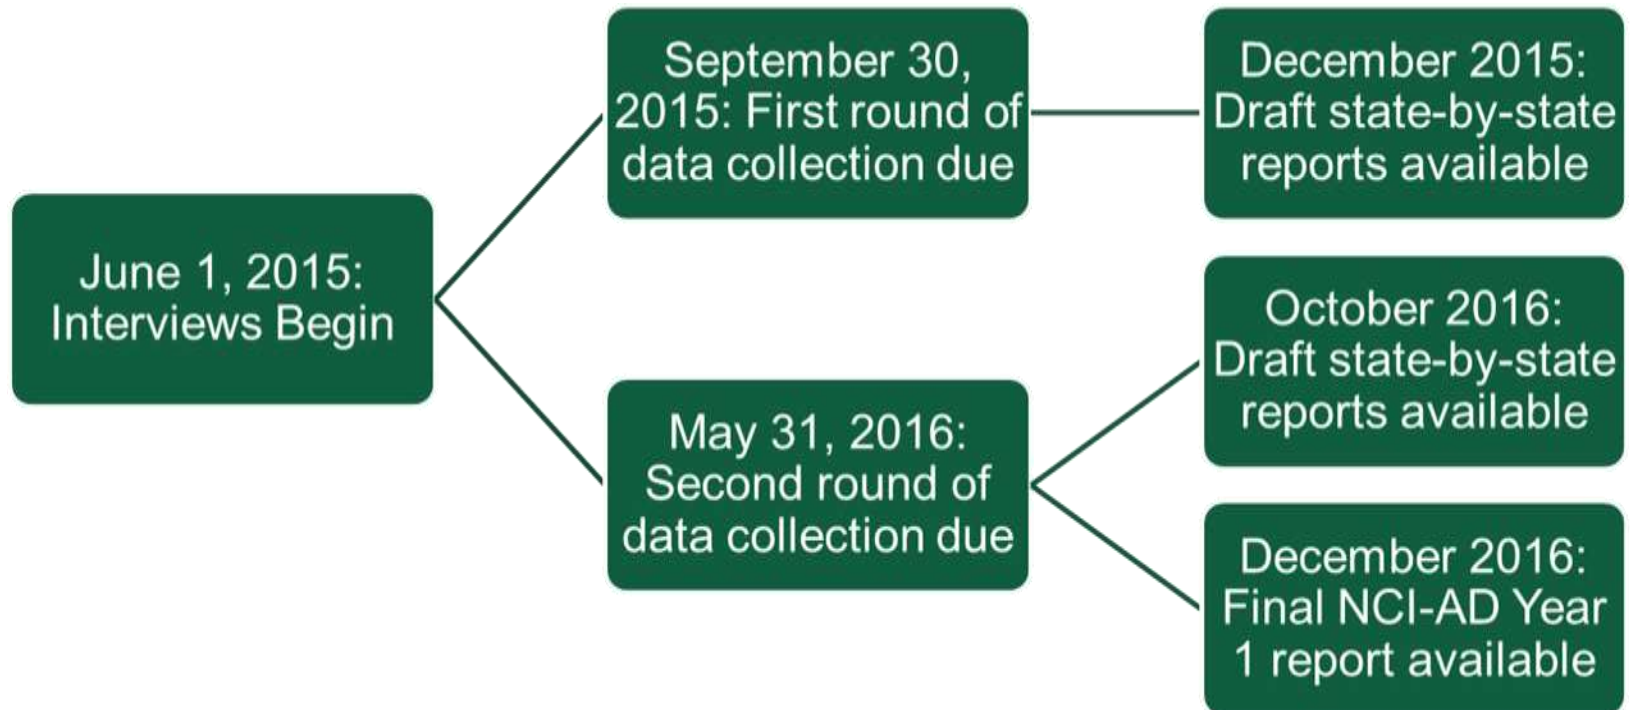 June 1, 2015:
Interviews Begin
September 30,
2015: First round of
data collection due
December 2015:
Draft state-by-state
reports available
May 31, 2016:
Second round of
data collection due
October 2016:
Draft state-by-state
reports available
December 2016:
Final NCI-AD Year
1 report available